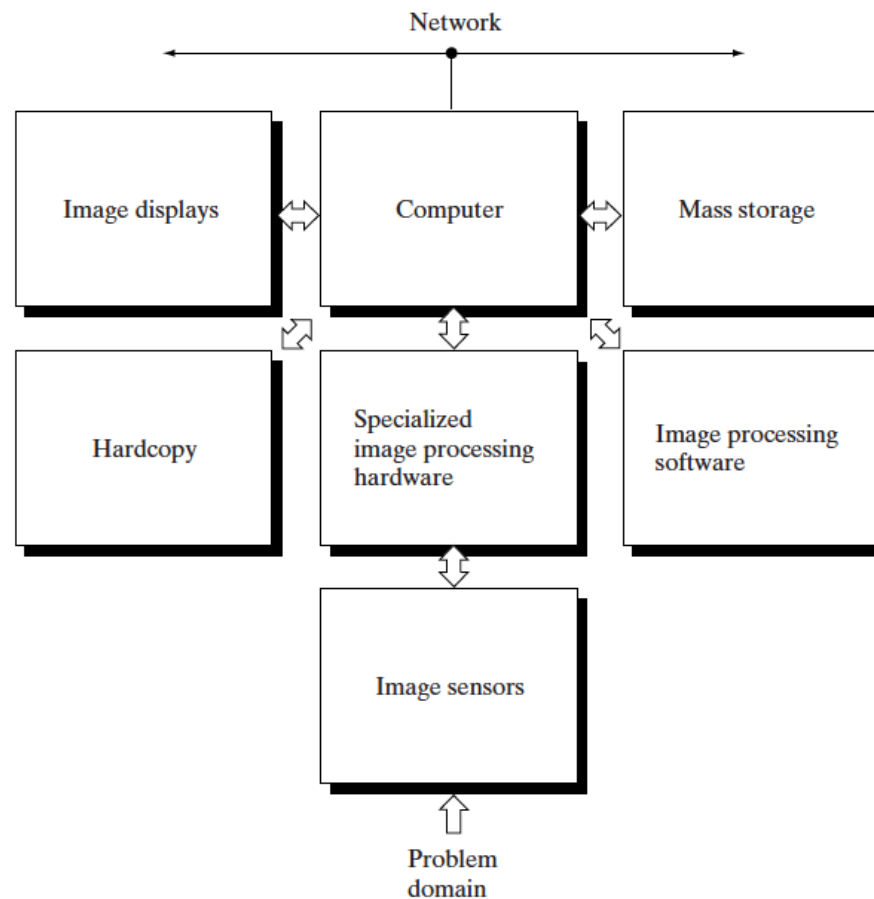 Network
Image displays
Computer
Mass storage
Hardcopy
Specialized
image processing
hardware
Image processing
software
Image sensors
Problem
domain